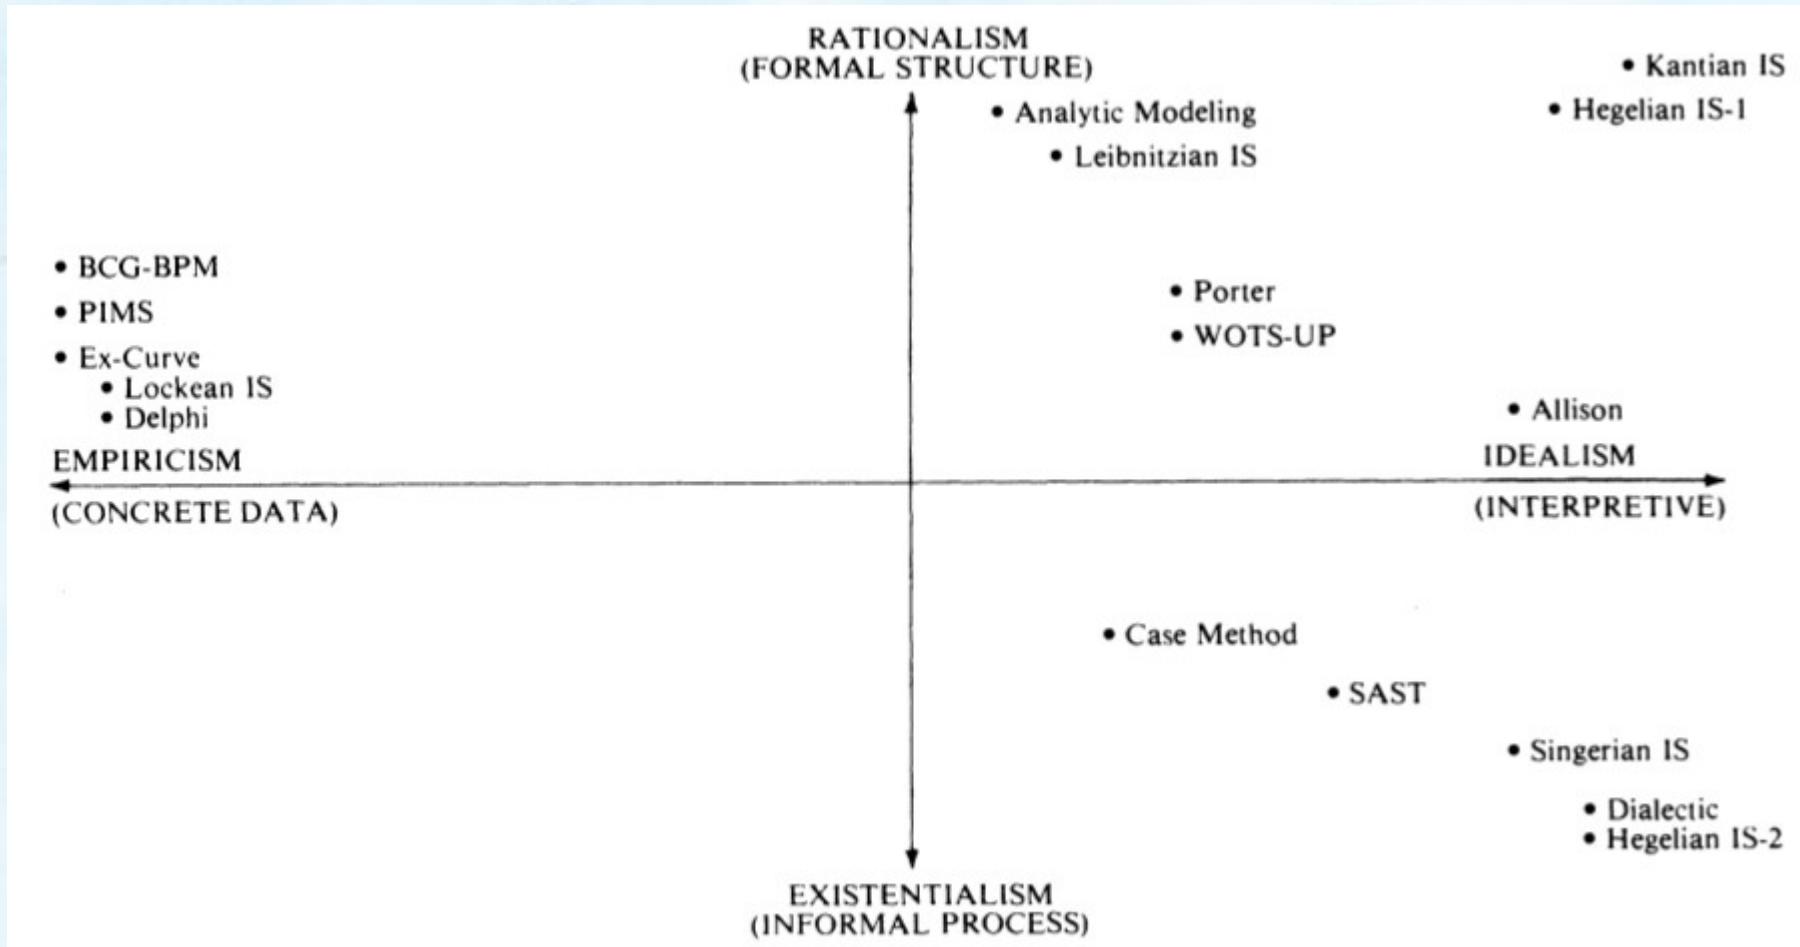 RATIONALISM
(FORMAL STRUCTURE)
• Kantian IS
• Hegelian IS-1
• Analytic Modeling
• Leibnitzian IS
• BCG-BPM
• PIMS
• Ex-Curve
• Lockean IS
• Delphi
• Porter
• WOTS-UP
• Allison
EMPIRICISM
(CONCRETE DATA)
IDEALISM
(INTERPRETIVE)
• Case Method
• SAST
• Singerian IS
• Dialectic
• Hegelian IS-2
EXISTENTIALISM
(INFORMAL PROCESS)